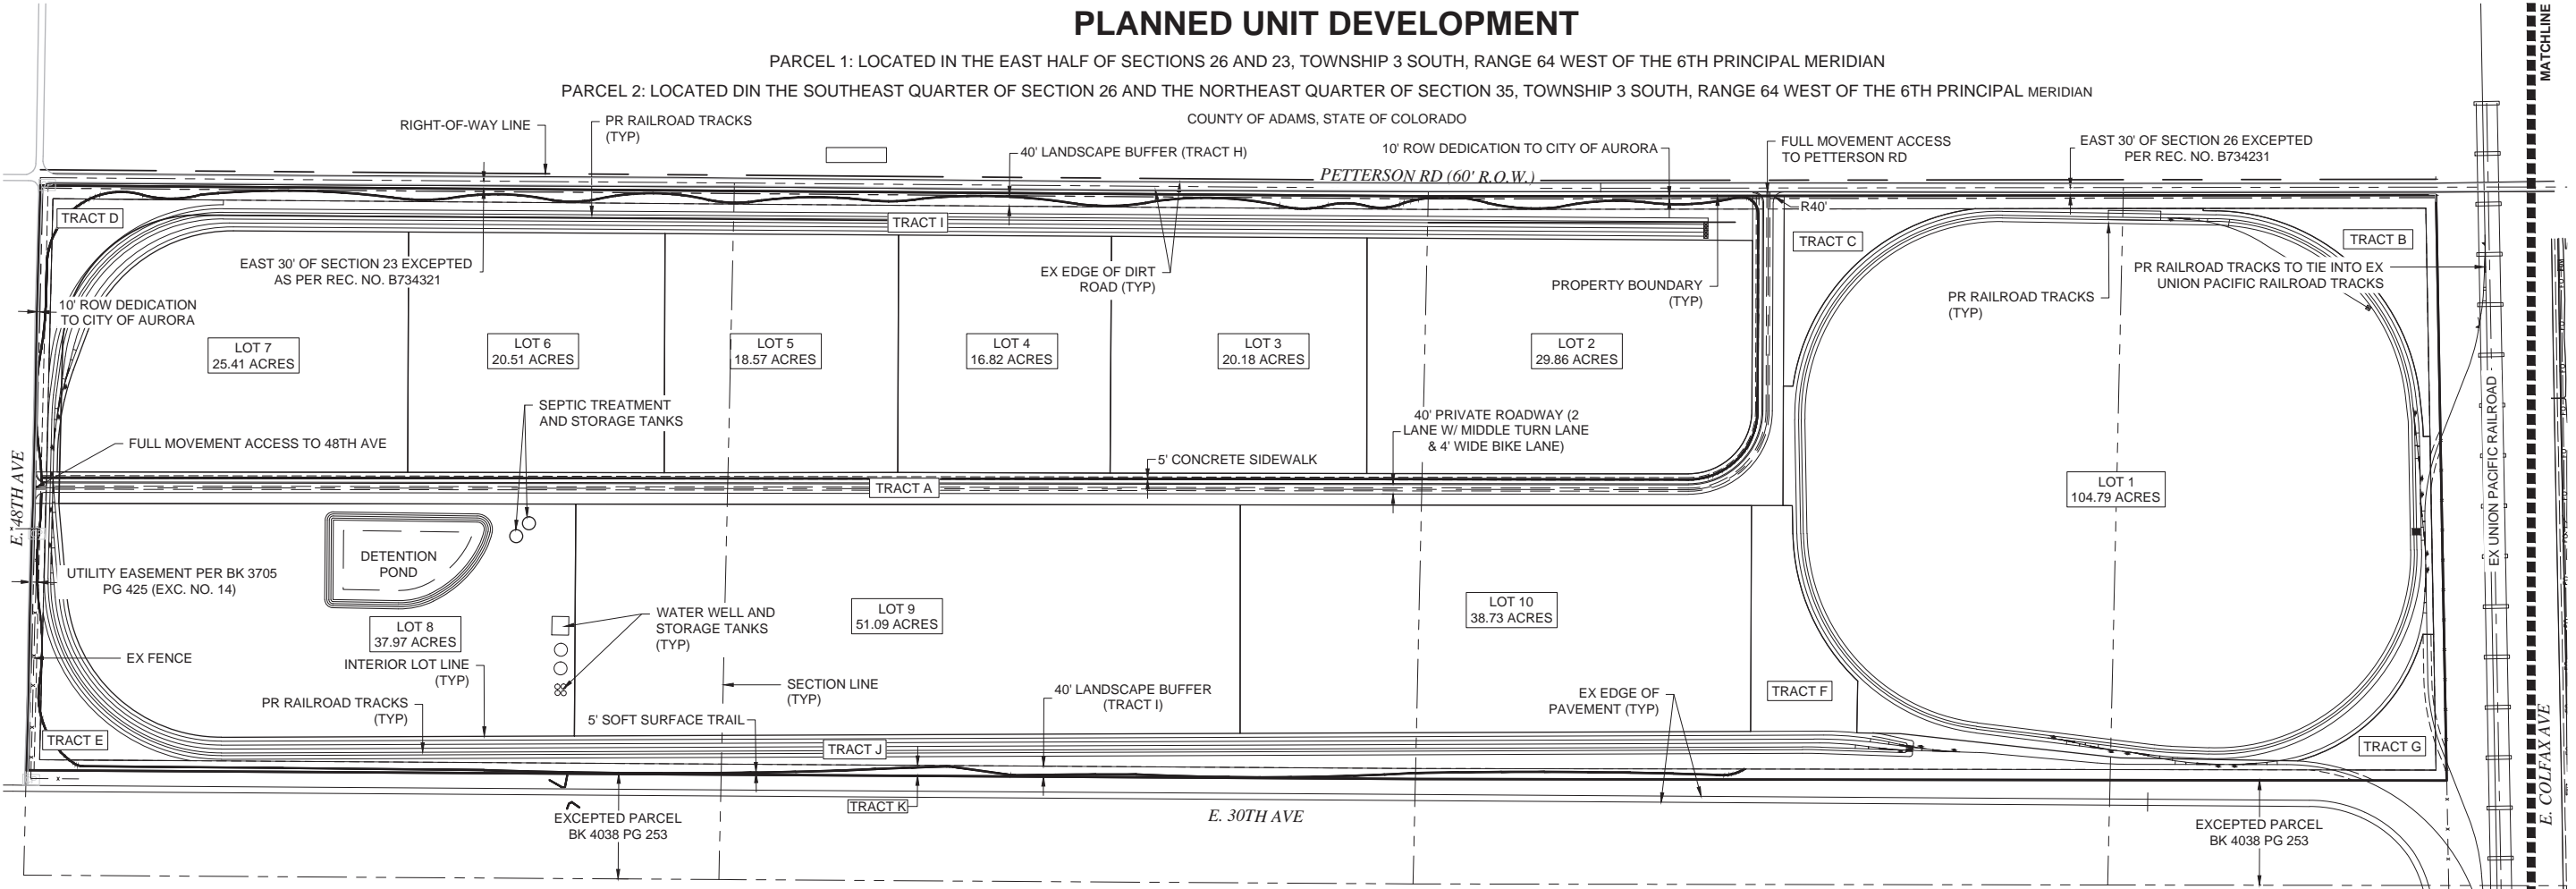 PLANNED UNIT DEVELOPMENT
PARCEL 1: LOCATED IN THE EAST HALF OF SECTIONS 26 AND 23, TOWNSHIP 3 SOUTH, RANGE 64 WEST OF THE 6TH PRINCIPAL MERIDIAN
PARCEL 2: LOCATED DIN THE SOUTHEAST QUARTER OF SECTION 26 AND THE NORTHEAST QUARTER OF SECTION 35, TOWNSHIP 3 SOUTH, RANGE 64 WEST OF THE 6TH PRINCIPAL MERIDIAN
COUNTY OF ADAMS, STATE OF COLORADO
MATCHLINE
RIGHT-OF-WAY LINE
PR RAILROAD TRACKS
(TYP)
40' LANDSCAPE BUFFER (TRACT H)
10' ROW DEDICATION TO CITY OF AURORA
FULL MOVEMENT ACCESS
TO PETTERSON RD
EAST 30' OF SECTION 26 EXCEPTED
PER REC. NO. B734231
PETTERSON RD (60' R.O.W.)
R40'
TRACT D
TRACT I
TRACT C
TRACT B
EAST 30' OF SECTION 23 EXCEPTED
AS PER REC. NO. B734321
EX EDGE OF DIRT
ROAD (TYP)
PROPERTY BOUNDARY
(TYP)
PR RAILROAD TRACKS
(TYP)
PR RAILROAD TRACKS TO TIE INTO EX
UNION PACIFIC RAILROAD TRACKS
10' ROW DEDICATION
TO CITY OF AURORA
LOT 7
25.41 ACRES
LOT 6
20.51 ACRES
LOT 5
18.57 ACRES
LOT 4
16.82 ACRES
LOT 3
20.18 ACRES
LOT 2
29.86 ACRES
SEPTIC TREATMENT
AND STORAGE TANKS
40' PRIVATE ROADWAY (2
LANE W/ MIDDLE TURN LANE
& 4' WIDE BIKE LANE)
FULL MOVEMENT ACCESS TO 48TH AVE
5' CONCRETE SIDEWALK
TRACT A
LOT 1
104.79 ACRES
EX UNION PACIFIC RAILROAD
E. 48TH AVE
DETENTION
POND
UTILITY EASEMENT PER BK 3705
PG 425 (EXC. NO. 14)
LOT 8
37.97 ACRES
WATER WELL AND
STORAGE TANKS
(TYP)
LOT 9
51.09 ACRES
LOT 10
38.73 ACRES
EX FENCE
INTERIOR LOT LINE
(TYP)
PR RAILROAD TRACKS
(TYP)
SECTION LINE
(TYP)
5' SOFT SURFACE TRAIL
40' LANDSCAPE BUFFER
(TRACT I)
EX EDGE OF
PAVEMENT (TYP)
TRACT F
TRACT E
TRACT J
TRACT G
TRACT K
E. COLFAX AVE
EXCEPTED PARCEL
BK 4038 PG 253
E. 30TH AVE
EXCEPTED PARCEL
BK 4038 PG 253